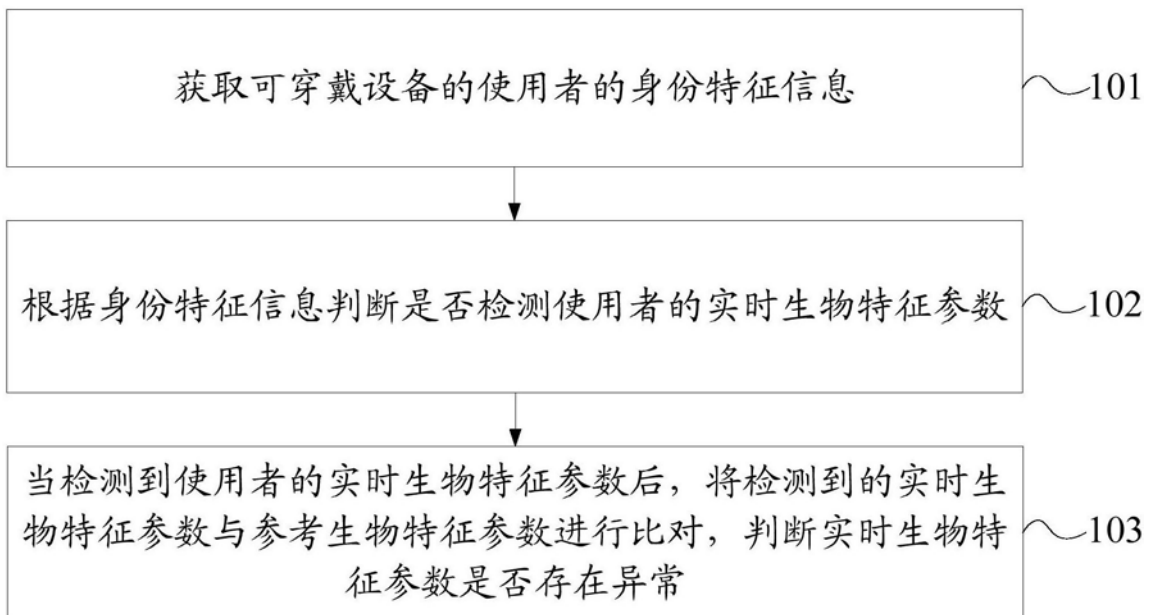 获取可穿戴设备的使用者的身份特征信息
101
根据身份特征信息判断是否检测使用者的实时生物特征参数
102
当检测到使用者的实时生物特征参数后，将检测到的实时生
物特征参数与参考生物特征参数进行比对，判断实时生物特
征参数是否存在异常
103